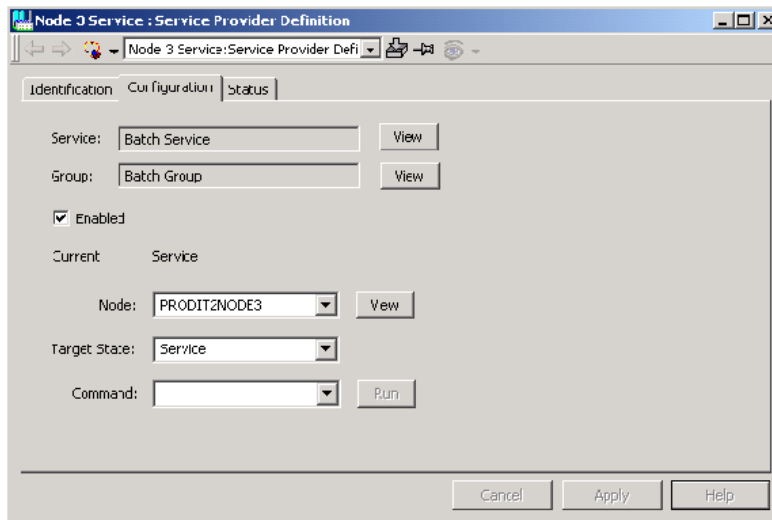 Node 3 Service : Service Provider Definition
Node 3 Service:Service Provider Defi
Identification Configuration Status
Service: Batch Service View
Group: Batch Group View
Enabled
Current Service
Node: PRODIT2NODE3 View
Target State: Service
Command: Run
Cancel Apply Help